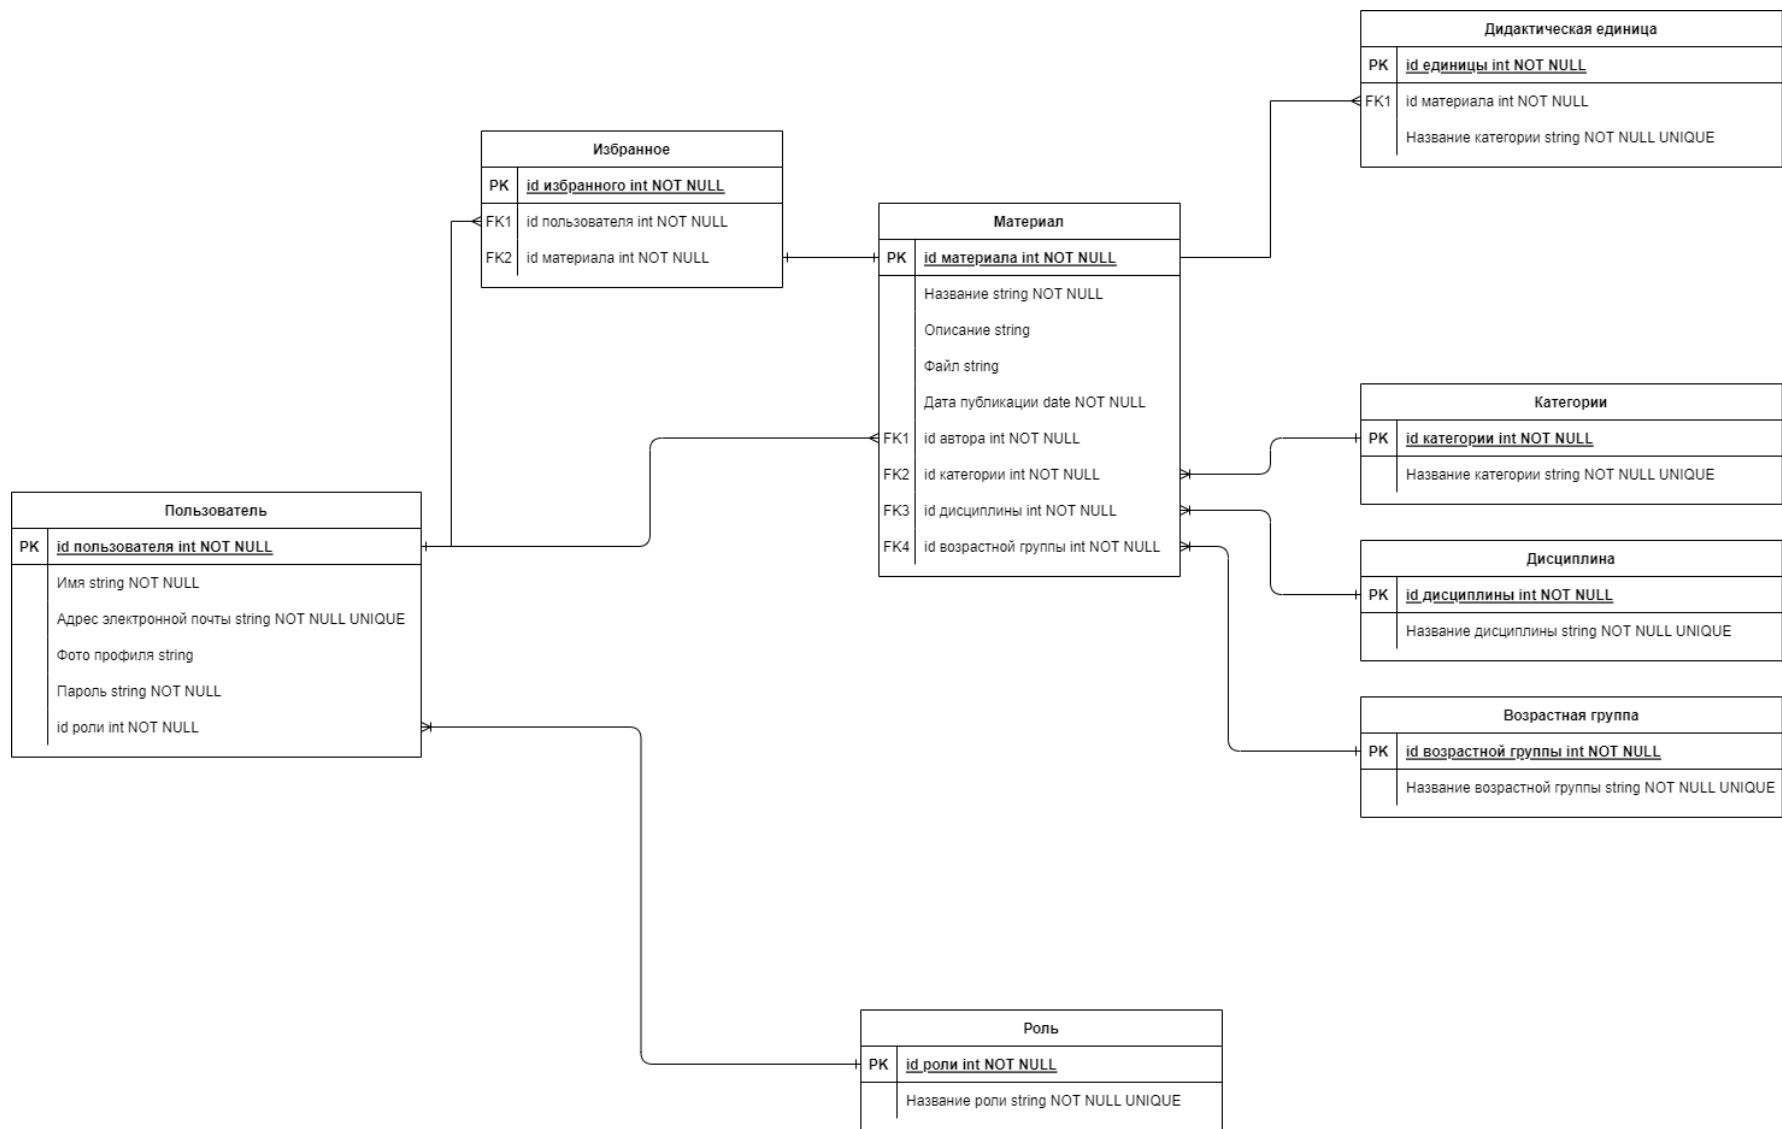 Дидактическая единица
PK id единицы int NOT NULL
FK1 id материала int NOT NULL
Название категории string NOT NULL UNIQUE
Избранное
PK id избранного int NOT NULL
FK1 id пользователя int NOT NULL
FK2 id материала int NOT NULL
Материал
PK id материала int NOT NULL
Название string NOT NULL
Описание string
Файл string
Дата публикации date NOT NULL
FK1 id автора int NOT NULL
FK2 id категории int NOT NULL
FK3 id дисциплины int NOT NULL
FK4 id возрастной группы int NOT NULL
Категории
PK id категории int NOT NULL
Название категории string NOT NULL UNIQUE
Пользователь
PK id пользователя int NOT NULL
Имя string NOT NULL
Адрес электронной почты string NOT NULL UNIQUE
Фото профиля string
Пароль string NOT NULL
id роли int NOT NULL
Дисциплина
PK id дисциплины int NOT NULL
Название дисциплины string NOT NULL UNIQUE
Возрастная группа
PK id возрастной группы int NOT NULL
Название возрастной группы string NOT NULL UNIQUE
Роль
PK id роли int NOT NULL
Название роли string NOT NULL UNIQUE